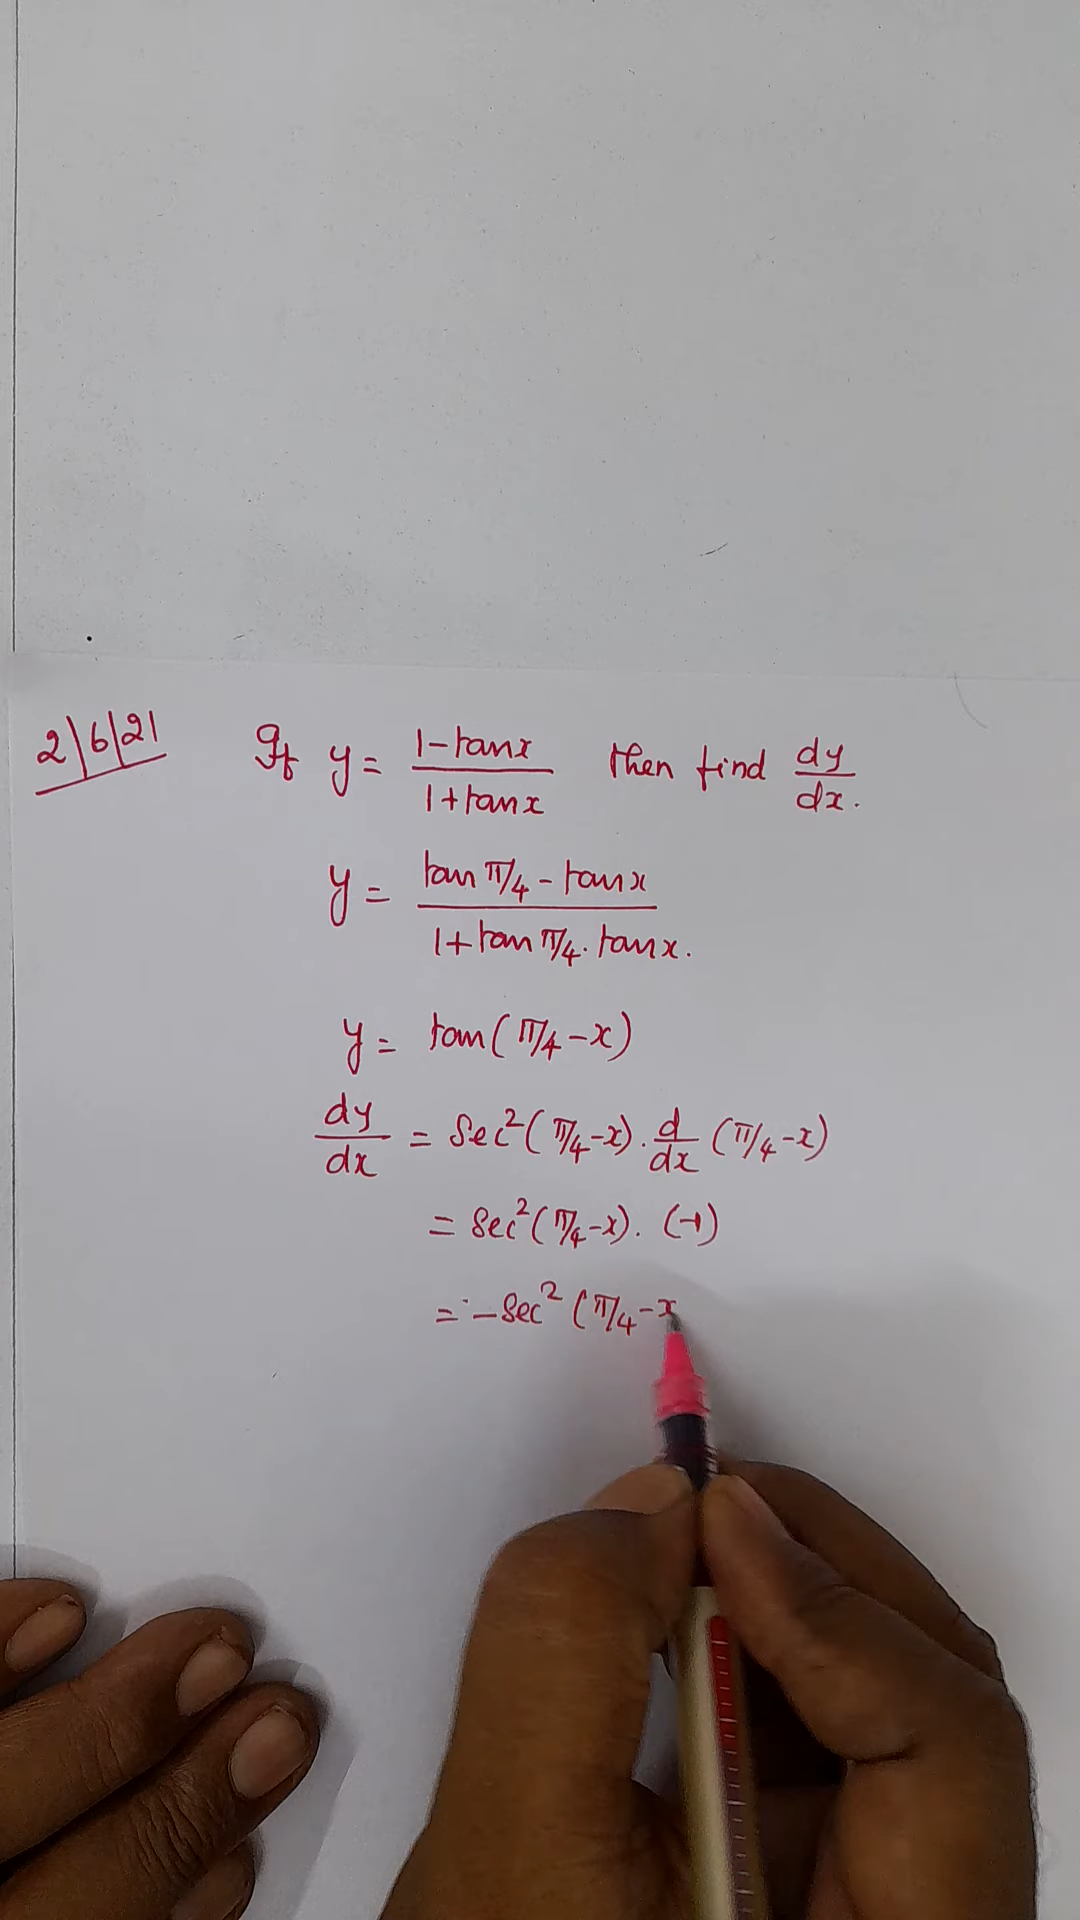 2/6/21 If y = (1-tanx)/(1+tanx) then find dy/dx.
y = (tan π/4 - tanx)/(1+tan π/4 . tanx.)
y = tan(π/4 - x)
dy/dx = Sec²(π/4-x) . d/dx (π/4-x)
= Sec²(π/4-x). (-1)
= -Sec² (π/4-x